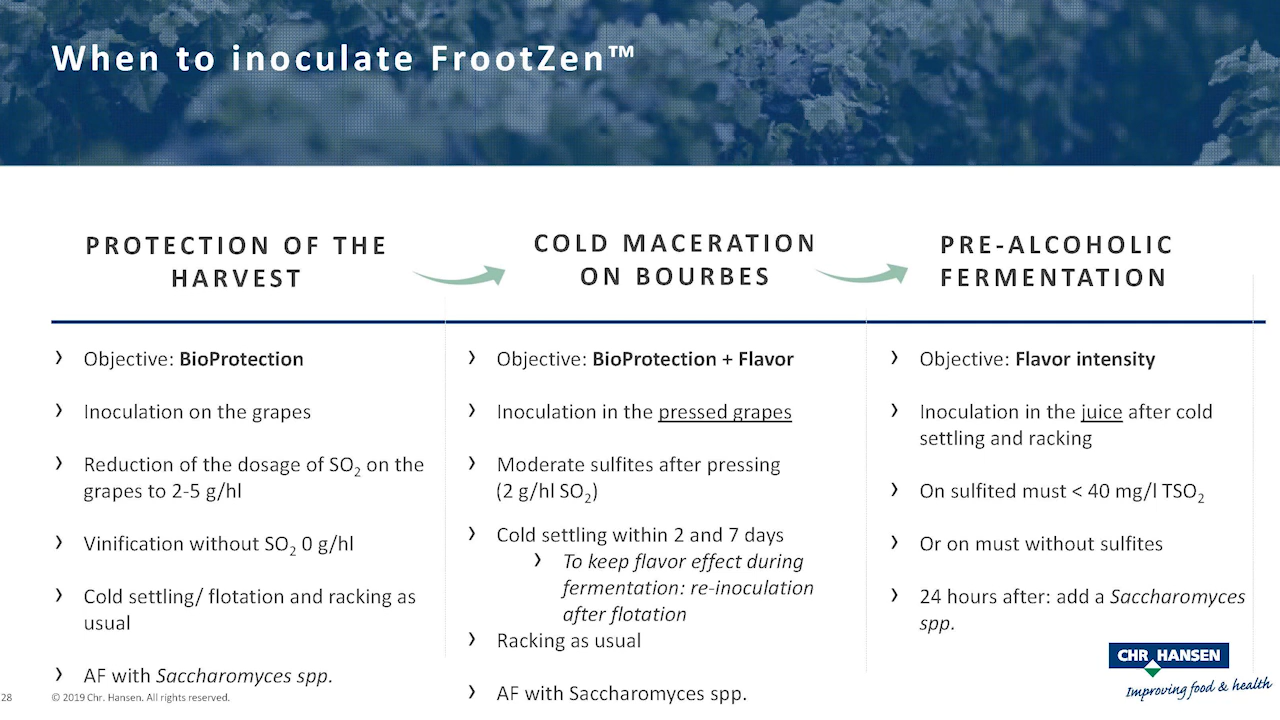 When to inoculate FrootZen™
PROTECTION OF THE
HARVEST
› Objective: BioProtection
› Inoculation on the grapes
› Reduction of the dosage of SO₂ on the
grapes to 2-5 g/hl
› Vinification without SO₂ 0 g/hl
› Cold settling/ flotation and racking as
usual
› AF with Saccharomyces spp.
COLD MACERATION
ON BOURBES
› Objective: BioProtection + Flavor
› Inoculation in the pressed grapes
› Moderate sulfites after pressing
(2 g/hl SO₂)
› Cold settling within 2 and 7 days
› To keep flavor effect during
fermentation: re-inoculation
after flotation
› Racking as usual
› AF with Saccharomyces spp.
PRE-ALCOHOLIC
FERMENTATION
› Objective: Flavor intensity
› Inoculation in the juice after cold
settling and racking
› On sulfited must < 40 mg/l TSO₂
› Or on must without sulfites
› 24 hours after: add a Saccharomyces
spp.
CHR HANSEN
Improving food & health
28 © 2019 Chr. Hansen. All rights reserved.